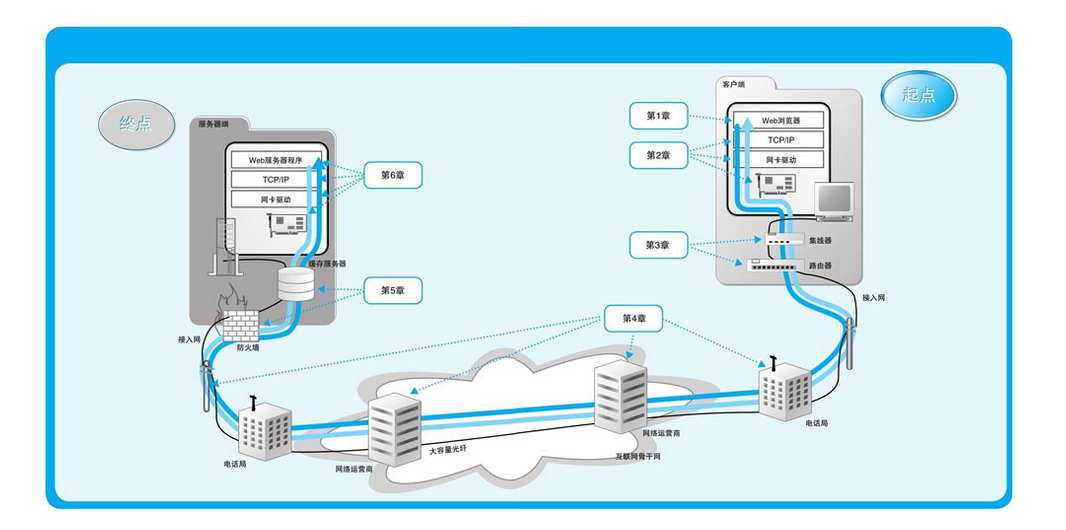 终点
服务器端
Web服务器程序
TCP/IP
网卡驱动
第6章
缓存服务器
第5章
防火墙
接入网
电话局
网络运营商
大容量光纤
第4章
网络运营商
互联网骨干网
电话局
接入网
起点
客户端
第1章
Web浏览器
第2章
TCP/IP
网卡驱动
第3章
集线器
路由器